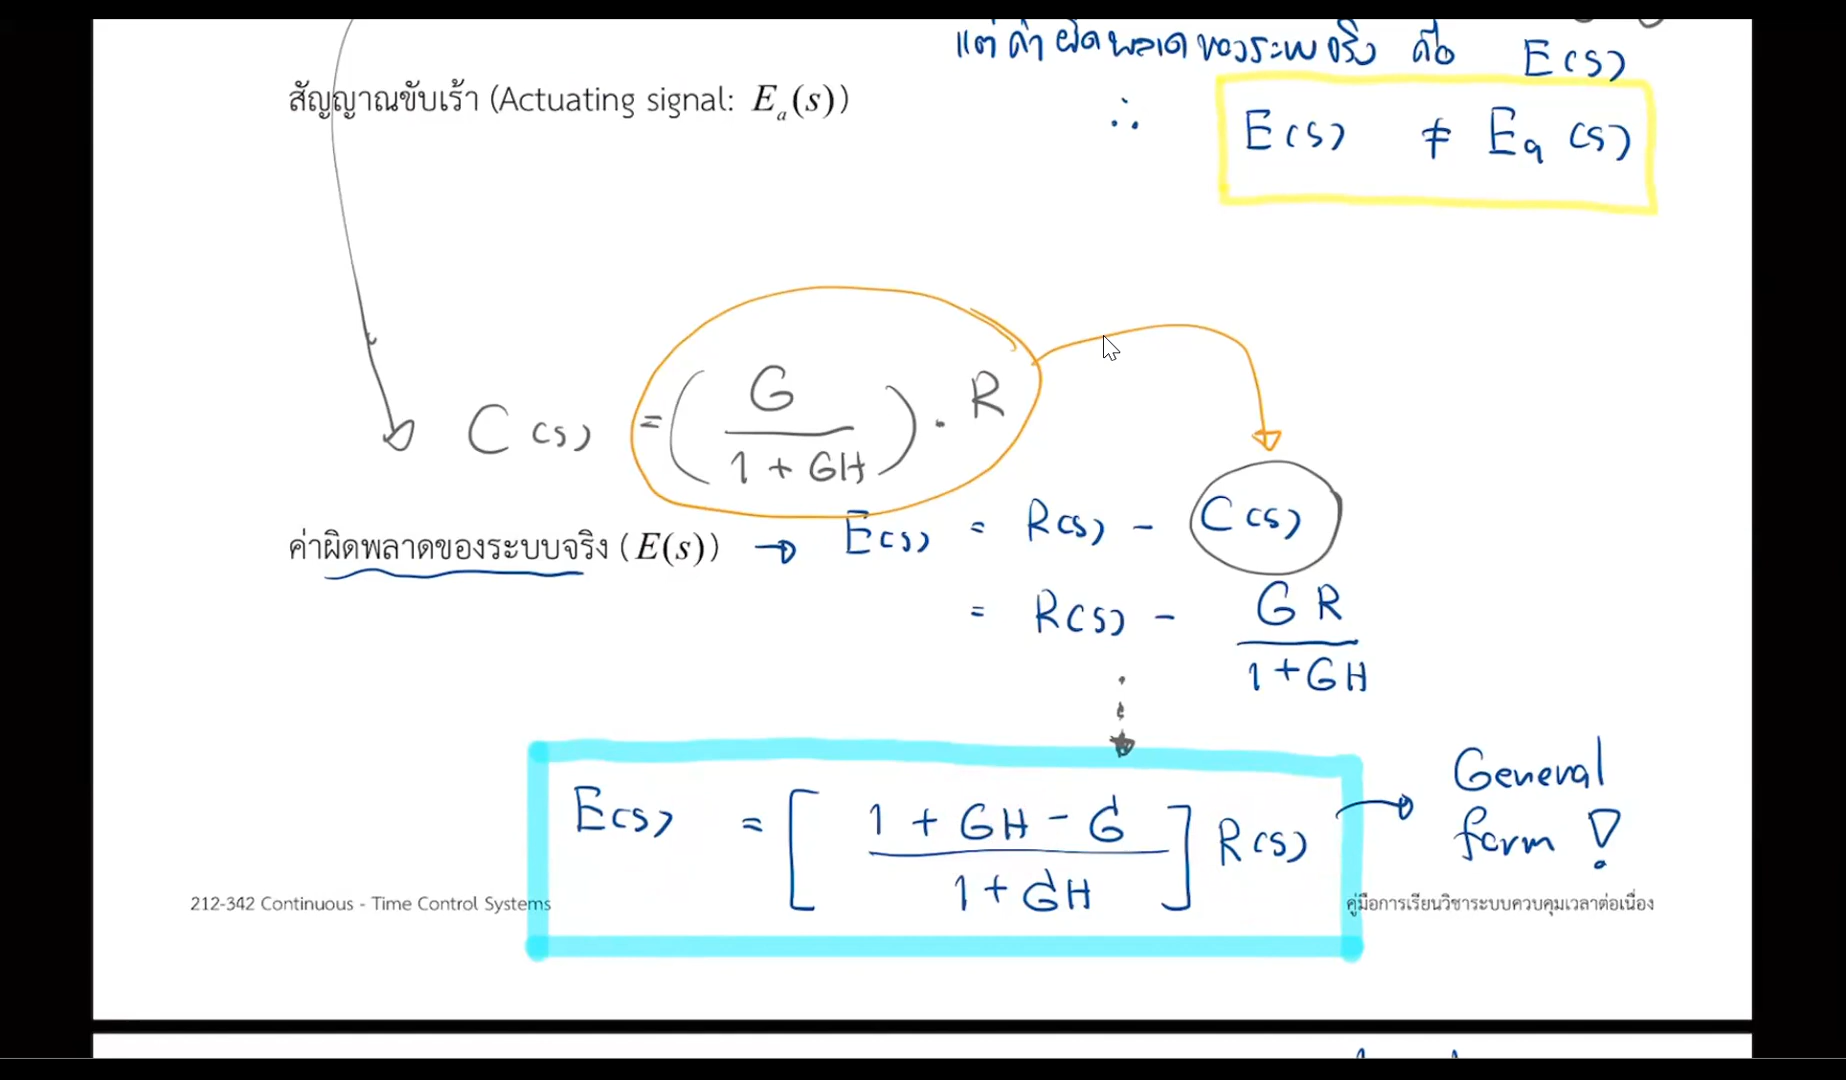 แต่ค่าผิดพลาดของระบบจริง คือ E(s)
สัญญาณขับเร้า (Actuating signal: Eₐ(s))
∴ E(s) ≠ Eₐ(s)
C(s) = (G / 1 + GH) · R
ค่าผิดพลาดของระบบจริง (E(s)) → E(s) = R(s) − C(s)
= R(s) − GR / 1 + GH
E(s) = [1 + GH − G / 1 + GH] R(s) → General form !
212-342 Continuous - Time Control Systems
คู่มือการเรียนวิชาระบบควบคุมเวลาต่อเนื่อง